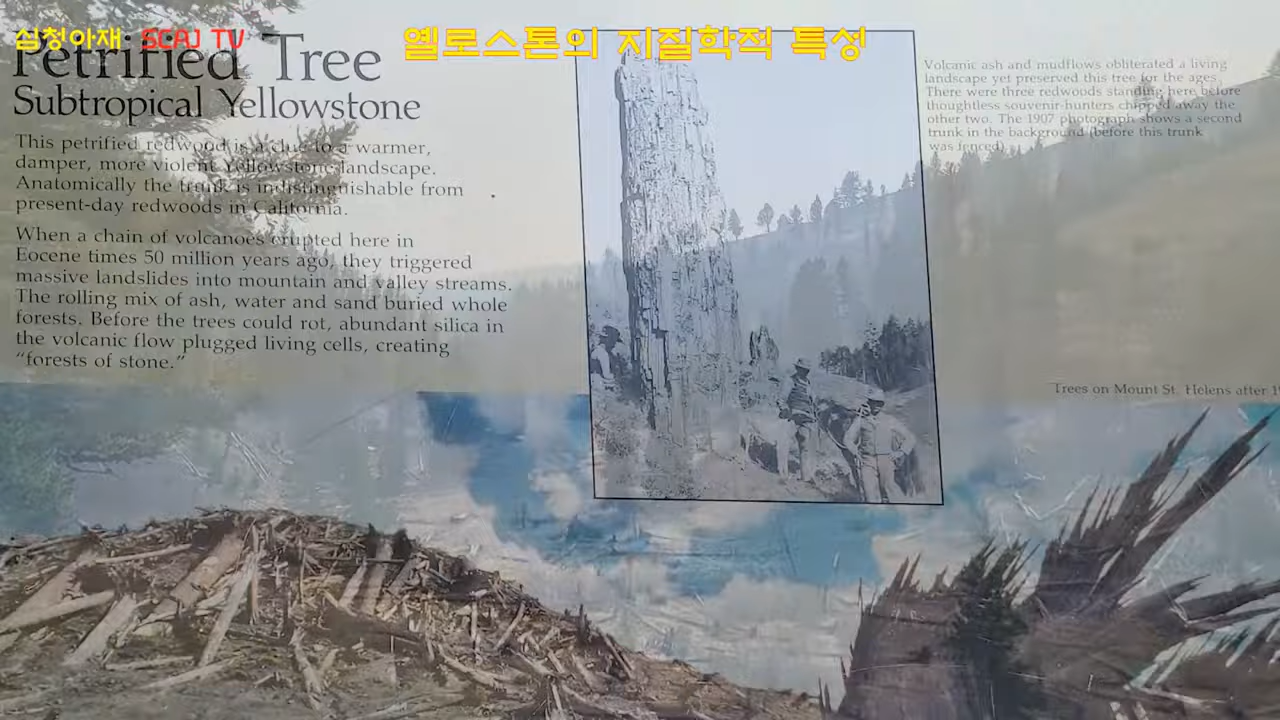 심청아재 SCAJ TV
옐로스톤의 지질학적 특성
Petrified Tree
Subtropical Yellowstone
This petrified redwood is a clue to a warmer,
damper, more violent Yellowstone landscape.
Anatomically the trunk is indistinguishable from
present-day redwoods in California.
When a chain of volcanoes erupted here in
Eocene times 50 million years ago, they triggered
massive landslides into mountain and valley streams.
The rolling mix of ash, water and sand buried whole
forests. Before the trees could rot, abundant silica in
the volcanic flow plugged living cells, creating
“forests of stone.”
Volcanic ash and mudflows obliterated a living
landscape yet preserved this tree for the ages.
There were three redwoods standing here before
thoughtless souvenir-hunters chipped away the
other two. The 1907 photograph shows a second
trunk in the background (before this trunk
was fenced).
Trees on Mount St. Helens after